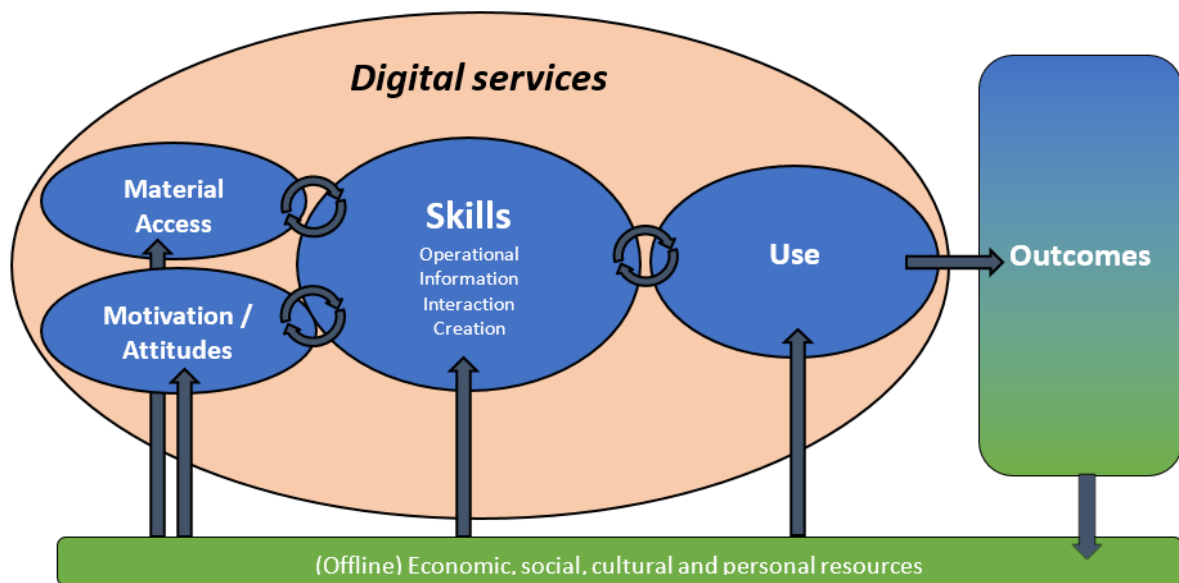 Digital services
Material
Access
Motivation /
Attitudes
Skills
Operational
Information
Interaction
Creation
Use
Outcomes
(Offline) Economic, social, cultural and personal resources